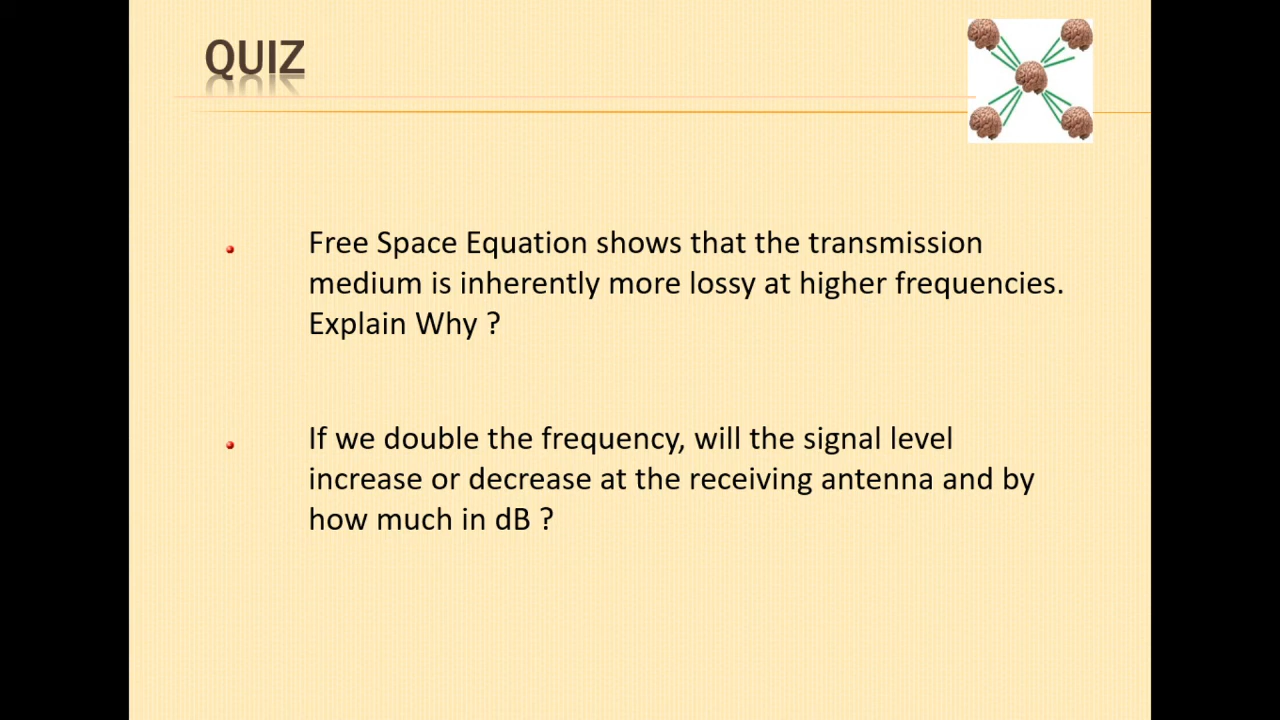 QUIZ
Free Space Equation shows that the transmission
medium is inherently more lossy at higher frequencies.
Explain Why ?
If we double the frequency, will the signal level
increase or decrease at the receiving antenna and by
how much in dB ?